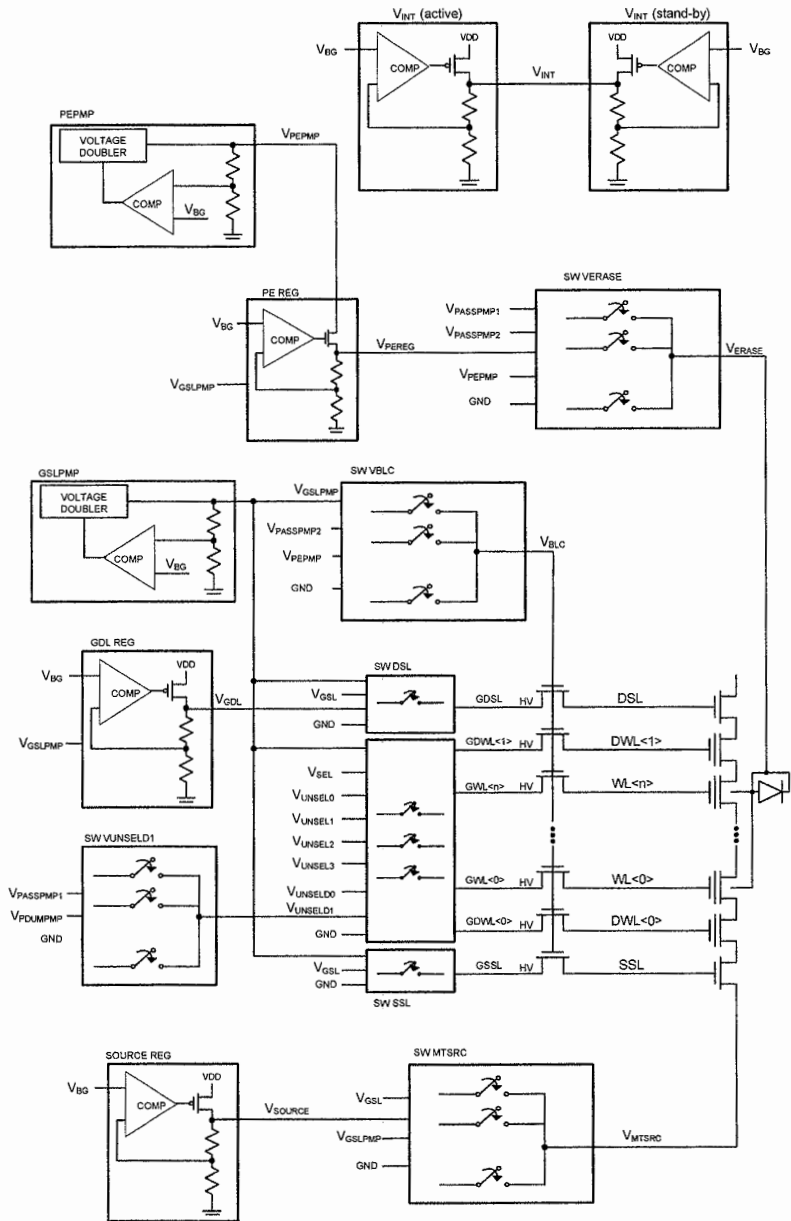 VINT (active)
VINT (stand-by)
VBG
COMP
VDD
VINT
VDD
COMP
VBG
PEPMP
VOLTAGE
DOUBLER
VPEPMP
COMP
VBG
PE REG
VBG
COMP
VGSLPMP
VPEREG
SW VERASE
VPASSPMP1
VPASSPMP2
VPEPMP
GND
VERASE
GSLPMP
VOLTAGE
DOUBLER
COMP
VBG
SW VBLC
VGSLPMP
VPASSPMP2
VPEPMP
GND
VBLC
GDL REG
VBG
COMP
VDD
VGDL
VGSLPMP
SW DSL
VGSL
GND
GDSL
HV
DSL
GDWL<1>
HV
DWL<1>
VSEL
VUNSEL0
VUNSEL1
VUNSEL2
VUNSEL3
VUNSELD0
VUNSELD1
GND
GWL<n>
HV
WL<n>
GWL<0>
HV
WL<0>
GDWL<0>
HV
DWL<0>
SW VUNSELD1
VPASSPMP1
VPDUMPMP
GND
VGSL
GND
SW SSL
GSSL
HV
SSL
SOURCE REG
VBG
COMP
VDD
VSOURCE
SW MTSRC
VGSL
VGSLPMP
GND
VMTSRC